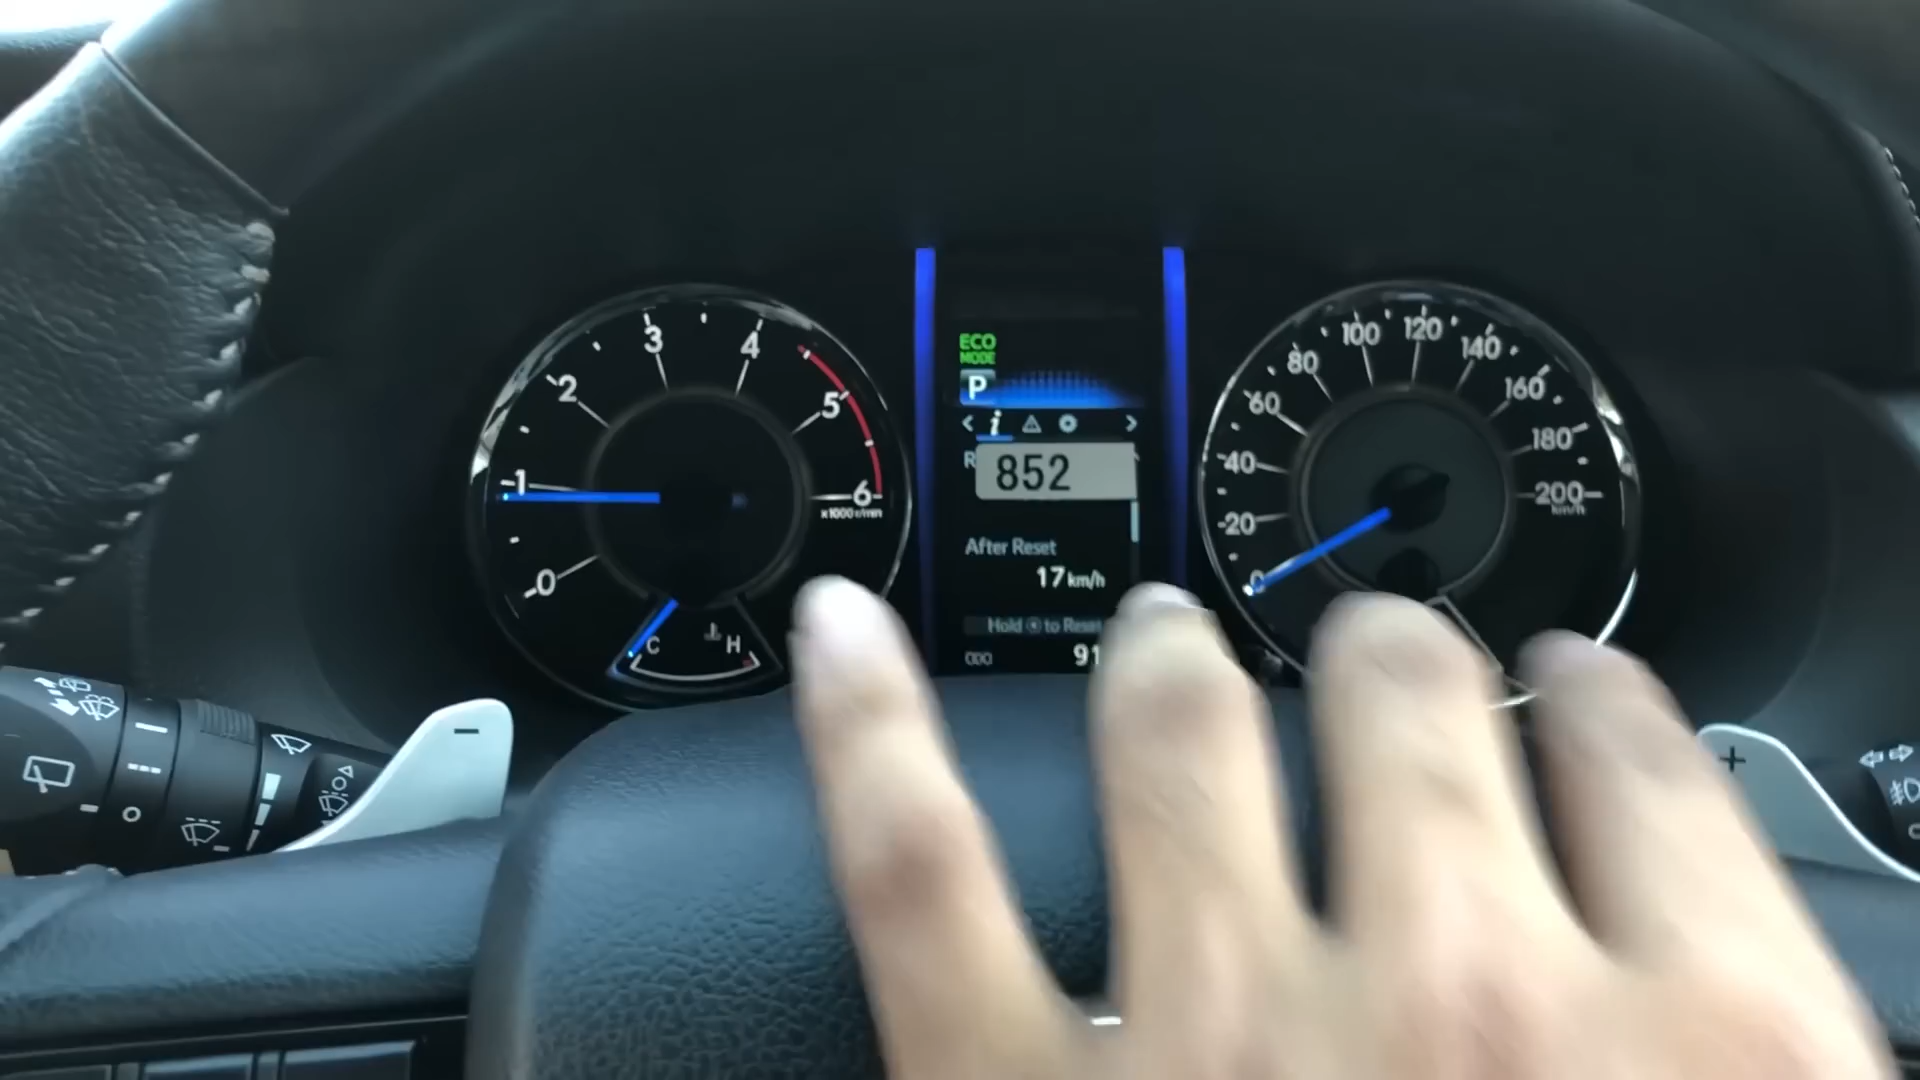 0
1
2
3
4
5
6
x1000 r/min
C
H
ECO
MODE
P
i
852
After Reset
17 km/h
Hold to Reset
ODO
91
0
20
40
60
80
100
120
140
160
180
200
km/h
-
+